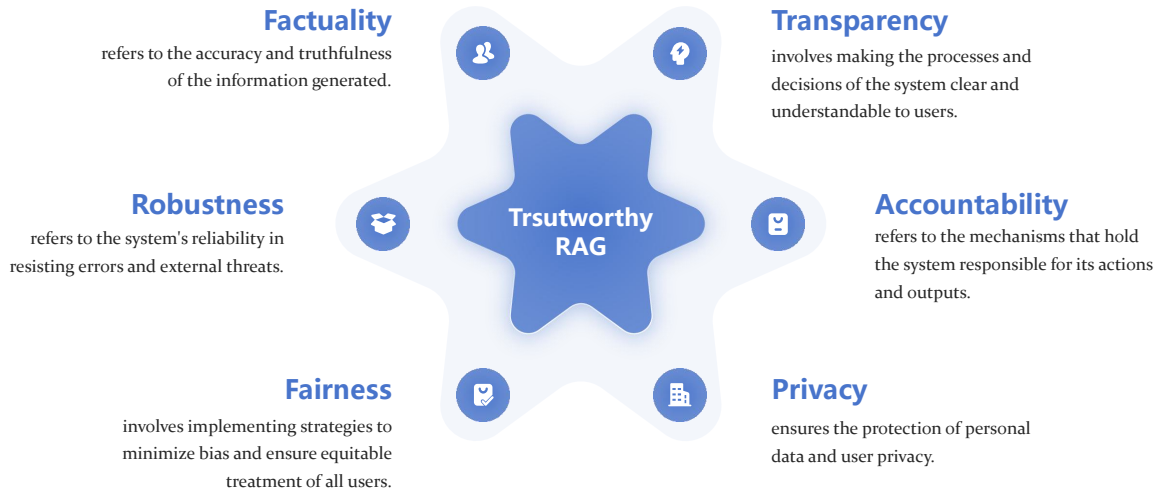 Factuality
refers to the accuracy and truthfulness
of the information generated.
Transparency
involves making the processes and
decisions of the system clear and
understandable to users.
Robustness
refers to the system's reliability in
resisting errors and external threats.
Trsutworthy
RAG
Accountability
refers to the mechanisms that hold
the system responsible for its actions
and outputs.
Fairness
involves implementing strategies to
minimize bias and ensure equitable
treatment of all users.
Privacy
ensures the protection of personal
data and user privacy.